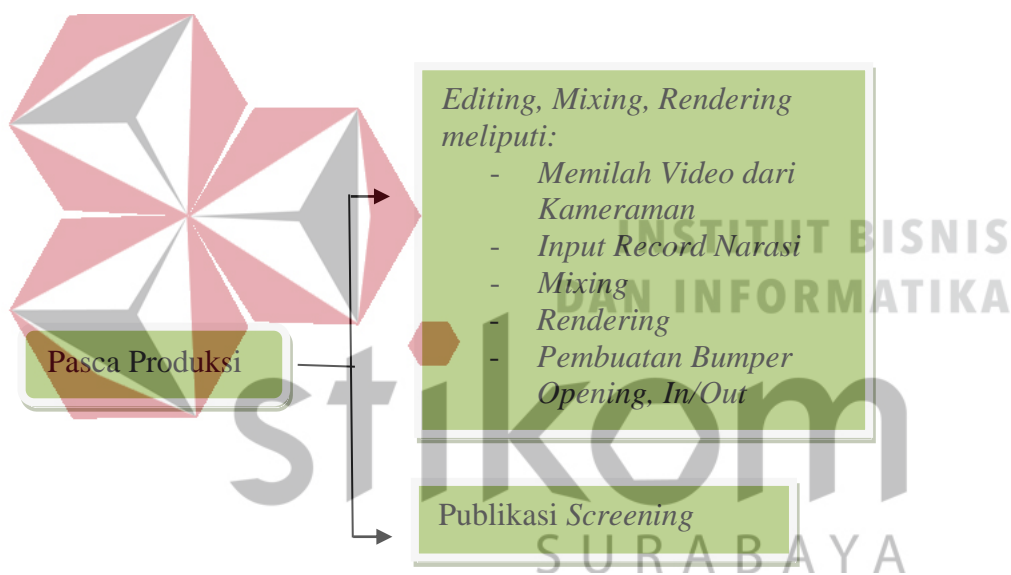 Pasca Produksi
Editing, Mixing, Rendering
meliputi:
- Memilah Video dari
Kameraman
- Input Record Narasi
- Mixing
- Rendering
- Pembuatan Bumper
Opening, In/Out
Publikasi Screening
INSTITUT BISNIS
DAN INFORMATIKA
stikom
SURABAYA